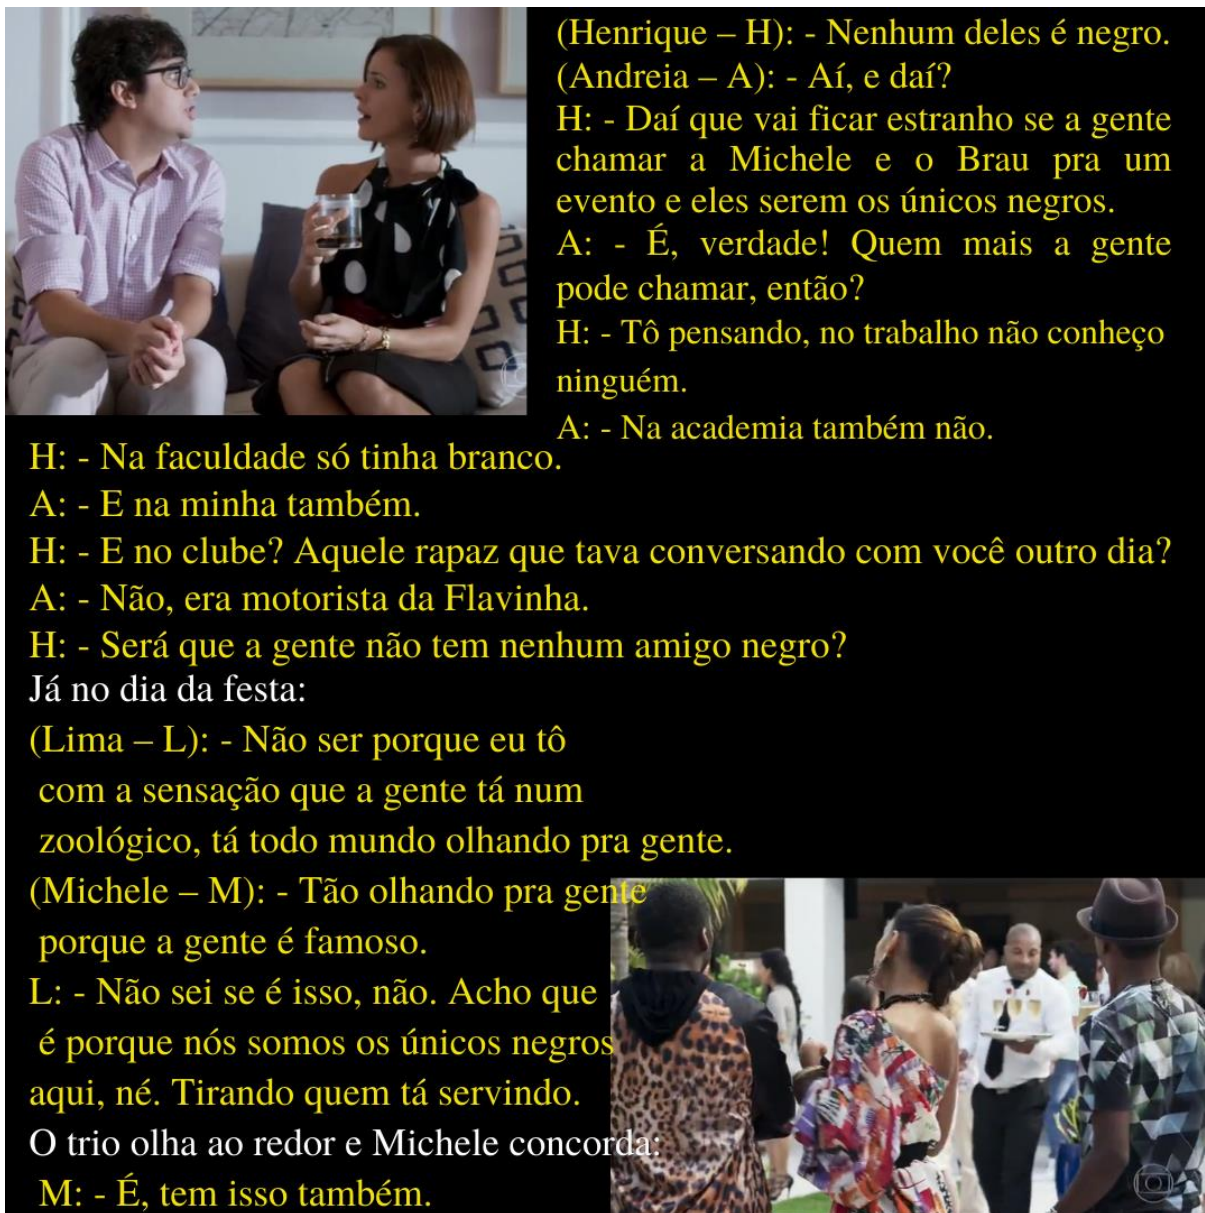 (Henrique – H): - Nenhum deles é negro.
(Andreia – A): - Aí, e daí?
H: - Daí que vai ficar estranho se a gente
chamar a Michele e o Brau pra um
evento e eles serem os únicos negros.
A: - É, verdade! Quem mais a gente
pode chamar, então?
H: - Tô pensando, no trabalho não conheço
ninguém.
A: - Na academia também não.
H: - Na faculdade só tinha branco.
A: - E na minha também.
H: - E no clube? Aquele rapaz que tava conversando com você outro dia?
A: - Não, era motorista da Flavinha.
H: - Será que a gente não tem nenhum amigo negro?
Já no dia da festa:
(Lima – L): - Não ser porque eu tô
com a sensação que a gente tá num
zoológico, tá todo mundo olhando pra gente.
(Michele – M): - Tão olhando pra gente
porque a gente é famoso.
L: - Não sei se é isso, não. Acho que
é porque nós somos os únicos negros
aqui, né. Tirando quem tá servindo.
O trio olha ao redor e Michele concorda:
M: - É, tem isso também.